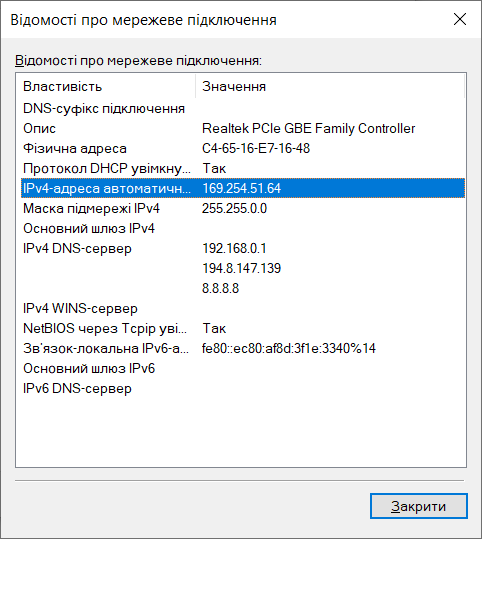 Відомості про мережеве підключення
Відомості про мережеве підключення:
Властивість Значення
DNS-суфікс підключення
Опис Realtek PCIe GBE Family Controller
Фізична адреса C4-65-16-E7-16-48
Протокол DHCP увімкну... Так
IPv4-адреса автоматичн... 169.254.51.64
Маска підмережі IPv4 255.255.0.0
Основний шлюз IPv4
IPv4 DNS-сервер 192.168.0.1
194.8.147.139
8.8.8.8
IPv4 WINS-сервер
NetBIOS через Tcpip уві... Так
Зв'язок-локальна IPv6-а... fe80::ec80:af8d:3f1e:3340%14
Основний шлюз IPv6
IPv6 DNS-сервер
Закрити